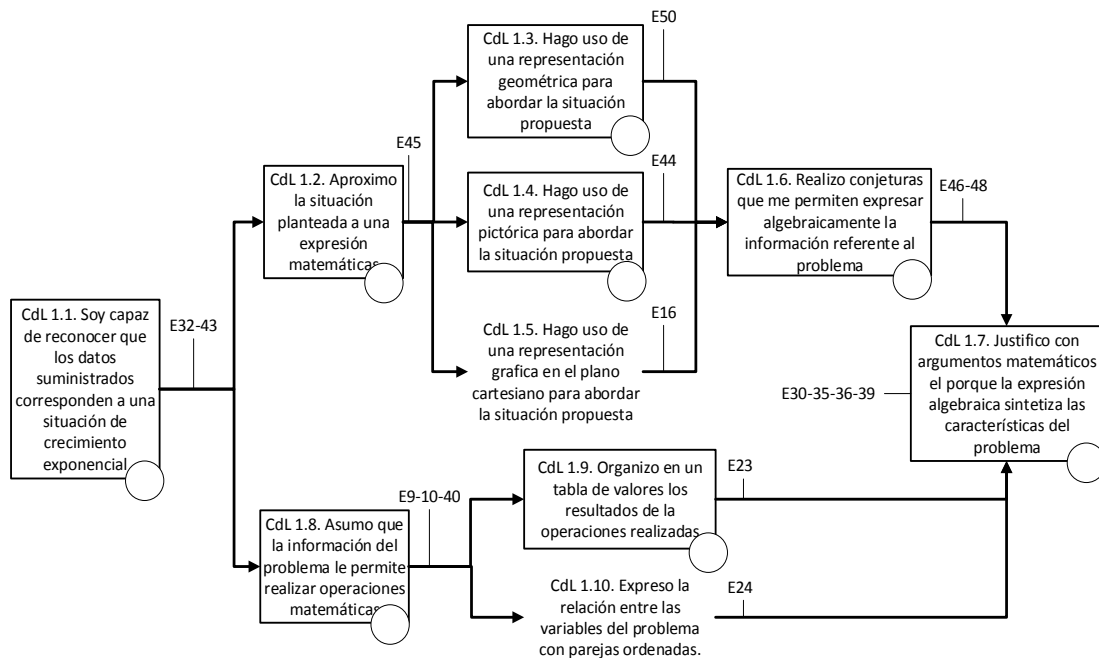 E50
CdL 1.3. Hago uso de
una representación
geométrica para
abordar la situación
propuesta
E45
CdL 1.2. Aproximo
la situación
planteada a una
expresión
matemáticas
E44
CdL 1.4. Hago uso de
una representación
pictórica para abordar
la situación propuesta
CdL 1.6. Realizo conjeturas
que me permiten expresar
algebraicamente la
información referente al
problema
E46-48
CdL 1.1. Soy capaz
de reconocer que
los datos
suministrados
corresponden a una
situación de
crecimiento
exponencial
E32-43
E16
CdL 1.5. Hago uso de
una representación
grafica en el plano
cartesiano para abordar
la situación propuesta
CdL 1.7. Justifico con
argumentos matemáticos
el porque la expresión
algebraica sintetiza las
características del
problema
E30-35-36-39
CdL 1.8. Asumo que
la información del
problema le permite
realizar operaciones
matemáticas
E9-10-40
CdL 1.9. Organizo en un
tabla de valores los
resultados de la
operaciones realizadas
E23
CdL 1.10. Expreso la
relación entre las
variables del problema
con parejas ordenadas.
E24